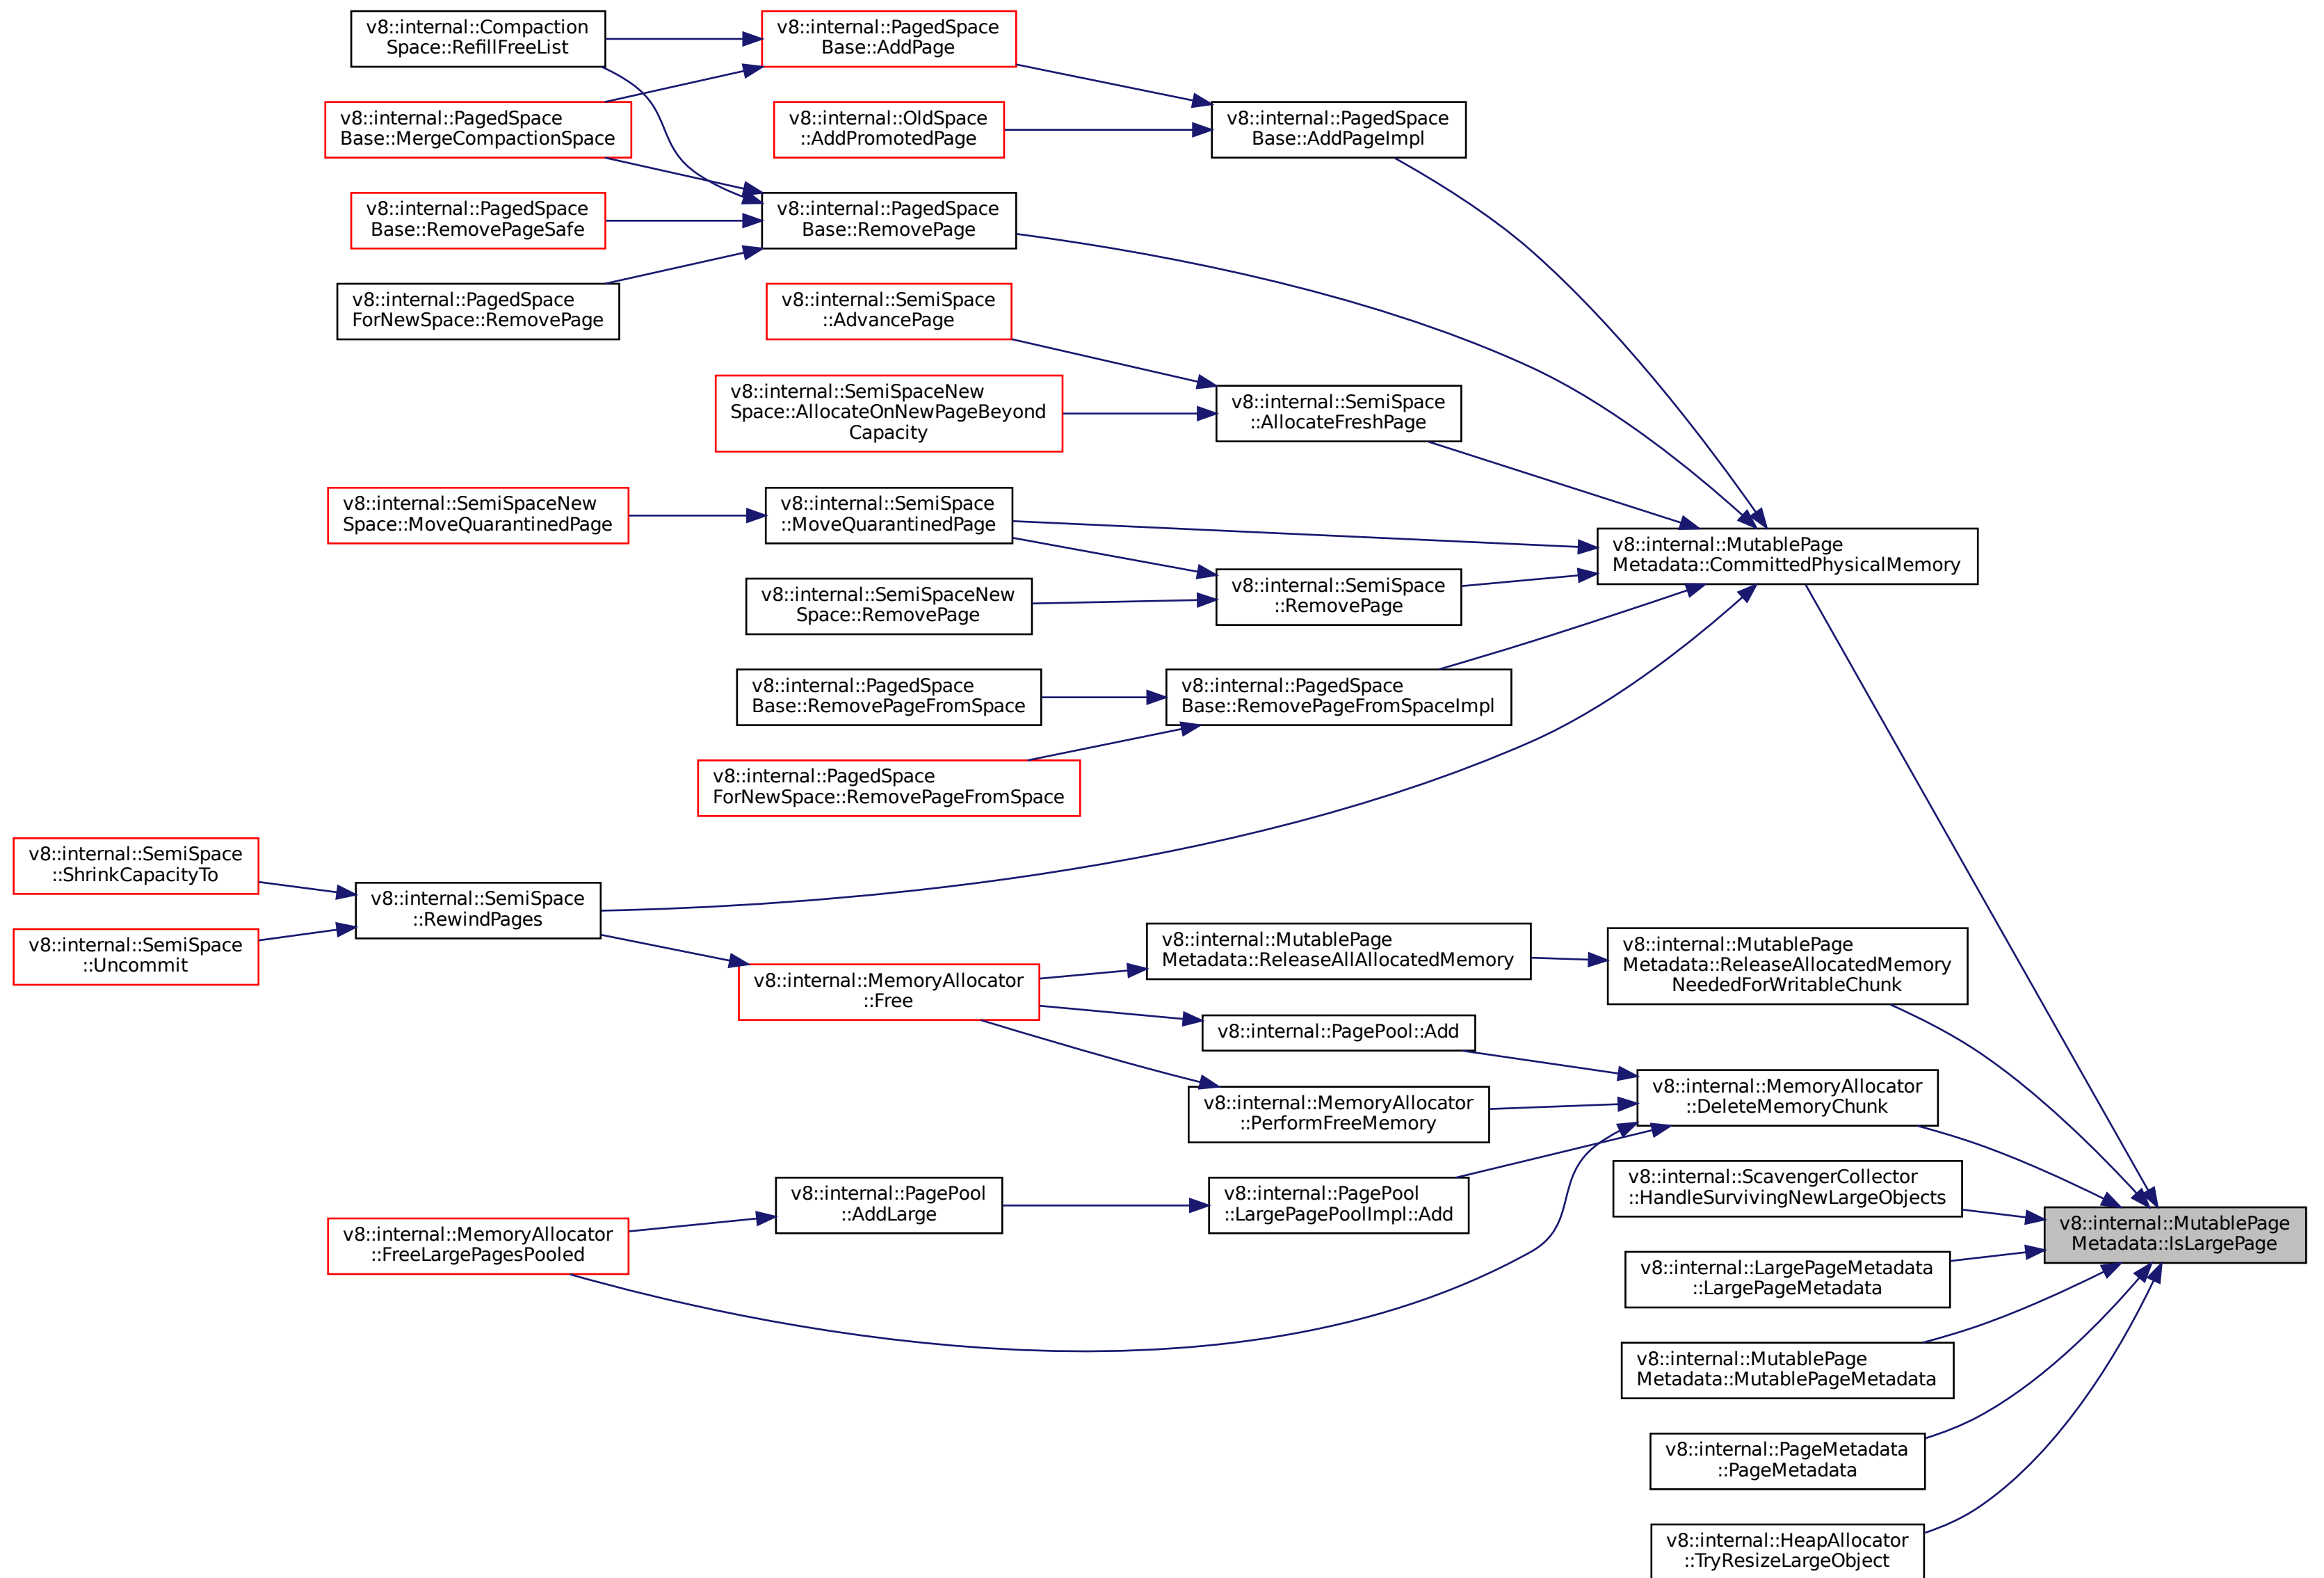 v8::internal::Compaction
Space::RefillFreeList
v8::internal::PagedSpace
Base::AddPage
v8::internal::PagedSpace
Base::MergeCompactionSpace
v8::internal::OldSpace
::AddPromotedPage
v8::internal::PagedSpace
Base::AddPageImpl
v8::internal::PagedSpace
Base::RemovePageSafe
v8::internal::PagedSpace
Base::RemovePage
v8::internal::PagedSpace
ForNewSpace::RemovePage
v8::internal::SemiSpace
::AdvancePage
v8::internal::SemiSpaceNew
Space::AllocateOnNewPageBeyond
Capacity
v8::internal::SemiSpace
::AllocateFreshPage
v8::internal::SemiSpaceNew
Space::MoveQuarantinedPage
v8::internal::SemiSpace
::MoveQuarantinedPage
v8::internal::MutablePage
Metadata::CommittedPhysicalMemory
v8::internal::SemiSpaceNew
Space::RemovePage
v8::internal::SemiSpace
::RemovePage
v8::internal::PagedSpace
Base::RemovePageFromSpace
v8::internal::PagedSpace
Base::RemovePageFromSpaceImpl
v8::internal::PagedSpace
ForNewSpace::RemovePageFromSpace
v8::internal::SemiSpace
::ShrinkCapacityTo
v8::internal::SemiSpace
::RewindPages
v8::internal::SemiSpace
::Uncommit
v8::internal::MemoryAllocator
::Free
v8::internal::MutablePage
Metadata::ReleaseAllAllocatedMemory
v8::internal::MutablePage
Metadata::ReleaseAllocatedMemory
NeededForWritableChunk
v8::internal::PagePool::Add
v8::internal::MemoryAllocator
::PerformFreeMemory
v8::internal::MemoryAllocator
::DeleteMemoryChunk
v8::internal::MemoryAllocator
::FreeLargePagesPooled
v8::internal::PagePool
::AddLarge
v8::internal::PagePool
::LargePagePoolImpl::Add
v8::internal::ScavengerCollector
::HandleSurvivingNewLargeObjects
v8::internal::MutablePage
Metadata::IsLargePage
v8::internal::LargePageMetadata
::LargePageMetadata
v8::internal::MutablePage
Metadata::MutablePageMetadata
v8::internal::PageMetadata
::PageMetadata
v8::internal::HeapAllocator
::TryResizeLargeObject